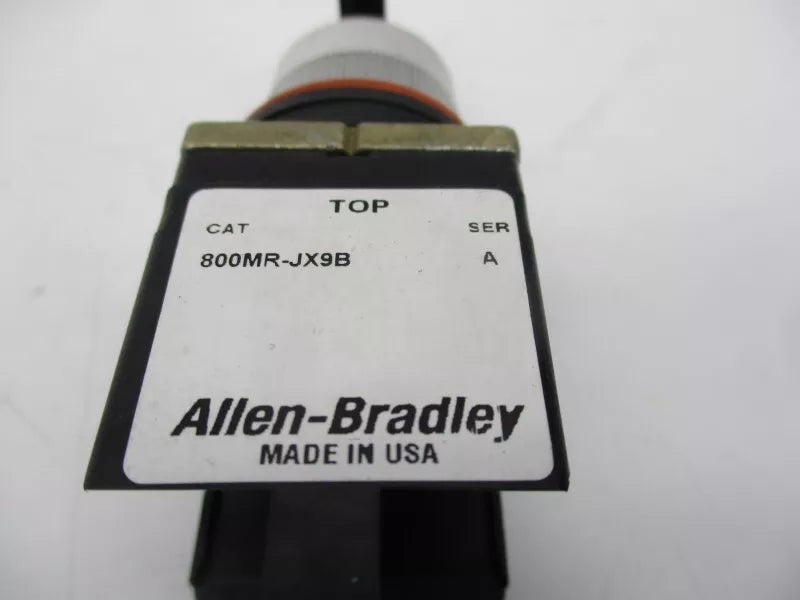 TOP
CAT SER
800MR-JX9B A
Allen-Bradley
MADE IN USA